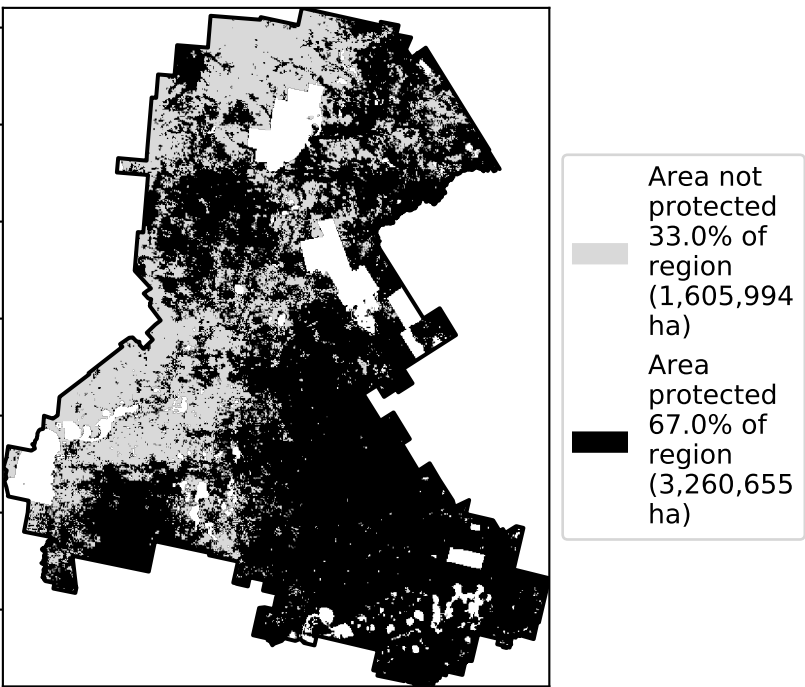 Area not
protected
33.0% of
region
(1,605,994
ha)
Area
protected
67.0% of
region
(3,260,655
ha)